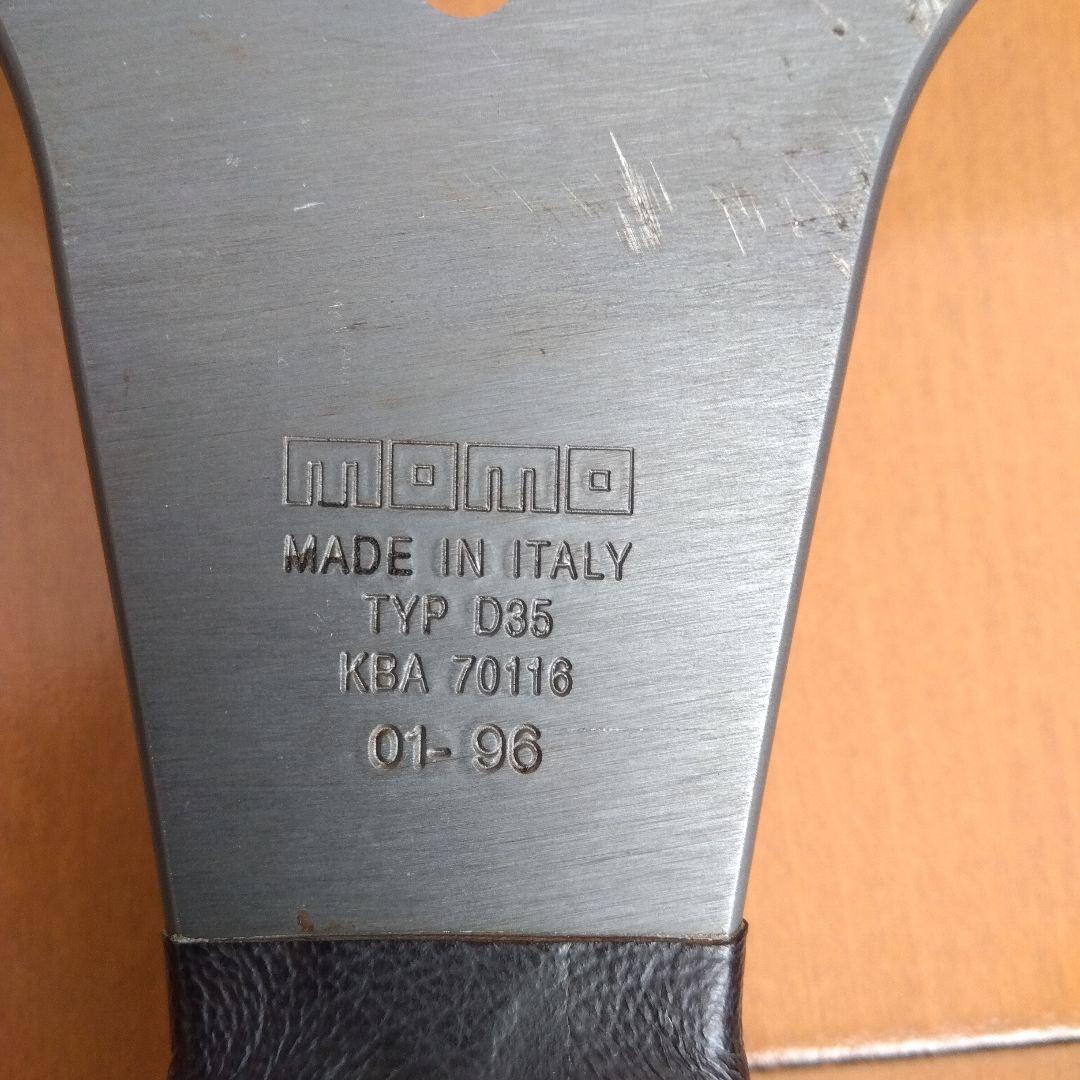 momo
MADE IN ITALY
TYP D35
KBA 70116
01-96